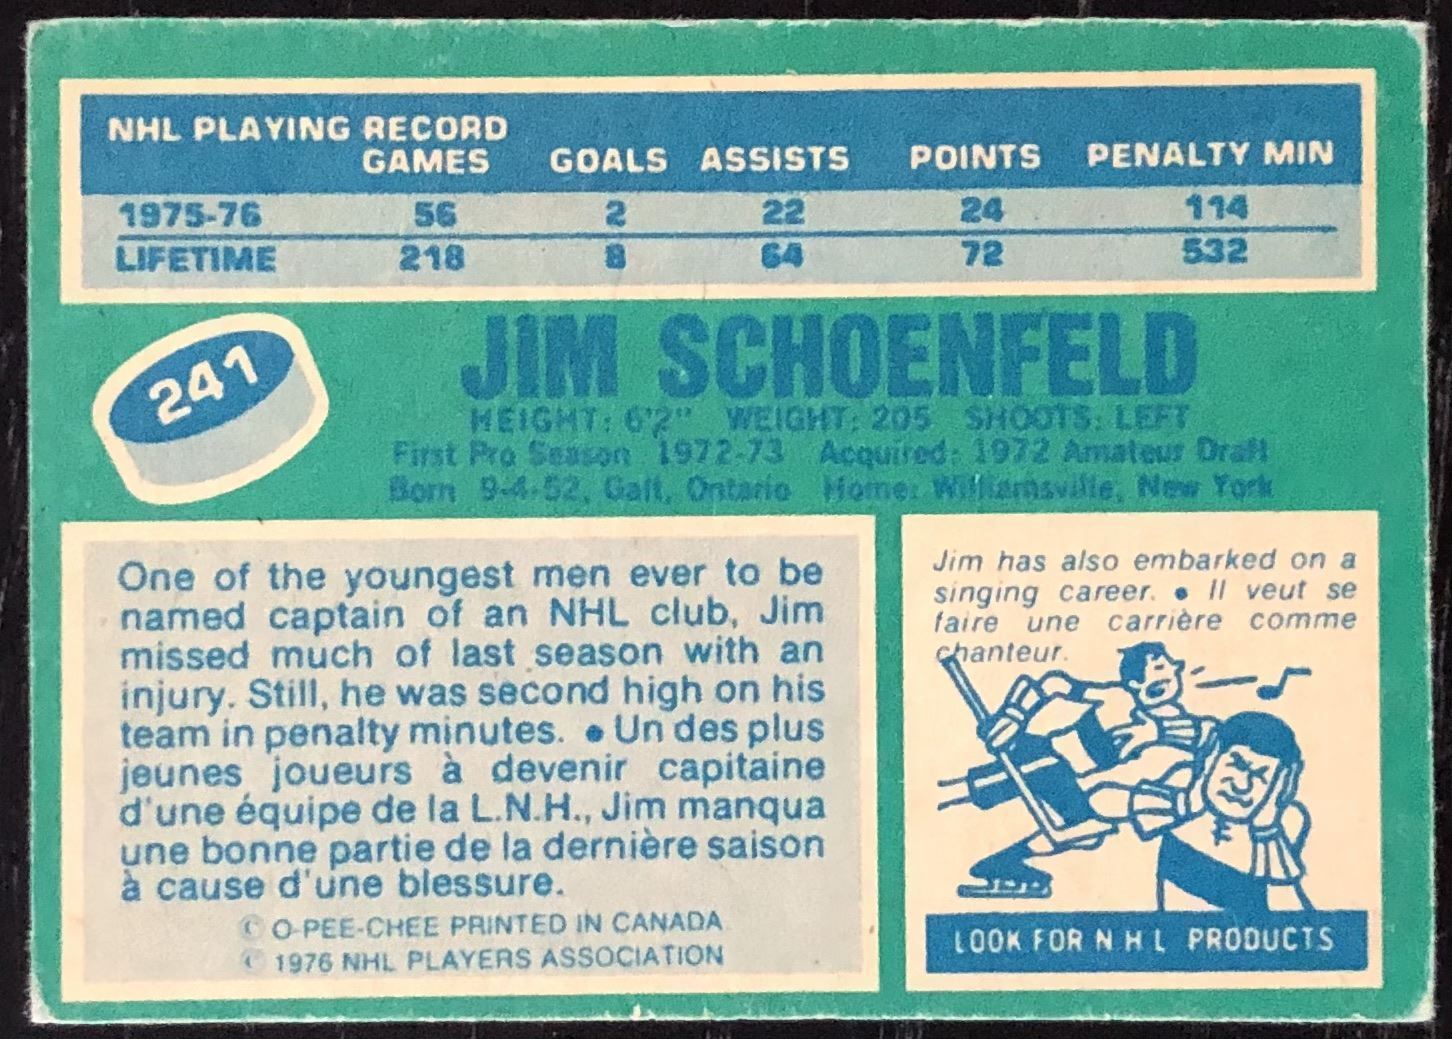 NHL PLAYING RECORD
GAMES GOALS ASSISTS POINTS PENALTY MIN
1975-76 56 2 22 24 114
LIFETIME 218 8 64 72 532
241
JIM SCHOENFELD
HEIGHT: 6'2" WEIGHT: 205 SHOOTS: LEFT
First Pro Season 1972-73 Acquired: 1972 Amateur Draft
Born 9-4-52, Galt, Ontario Home: Williamsville, New York
One of the youngest men ever to be
named captain of an NHL club, Jim
missed much of last season with an
injury. Still, he was second high on his
team in penalty minutes. • Un des plus
jeunes joueurs à devenir capitaine
d'une équipe de la L.N.H., Jim manqua
une bonne partie de la dernière saison
à cause d'une blessure.
© O-PEE-CHEE PRINTED IN CANADA
© 1976 NHL PLAYERS ASSOCIATION
Jim has also embarked on a
singing career. • Il veut se
faire une carrière comme
chanteur.
LOOK FOR N H L PRODUCTS